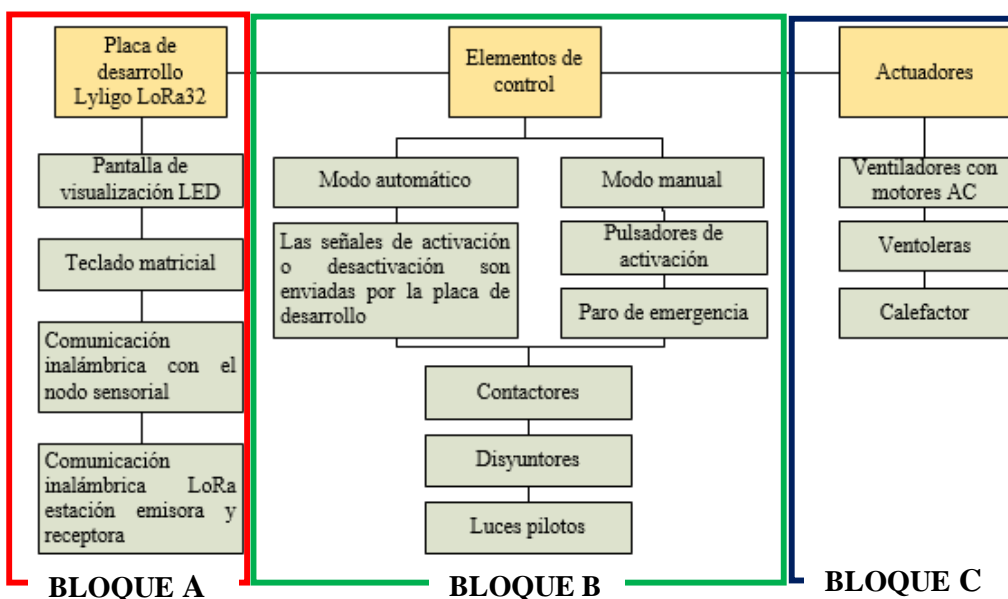 Placa de
desarrollo
Lyligo LoRa32
Pantalla de
visualización LED
Teclado matricial
Comunicación
inalámbrica con el
nodo sensorial
Comunicación
inalámbrica LoRa
estación emisora y
receptora
BLOQUE A
Elementos de
control
Modo automático
Las señales de activación
o desactivación son
enviadas por la placa de
desarrollo
Modo manual
Pulsadores de
activación
Paro de emergencia
Contactores
Disyuntores
Luces pilotos
BLOQUE B
Actuadores
Ventiladores con
motores AC
Ventoleras
Calefactor
BLOQUE C